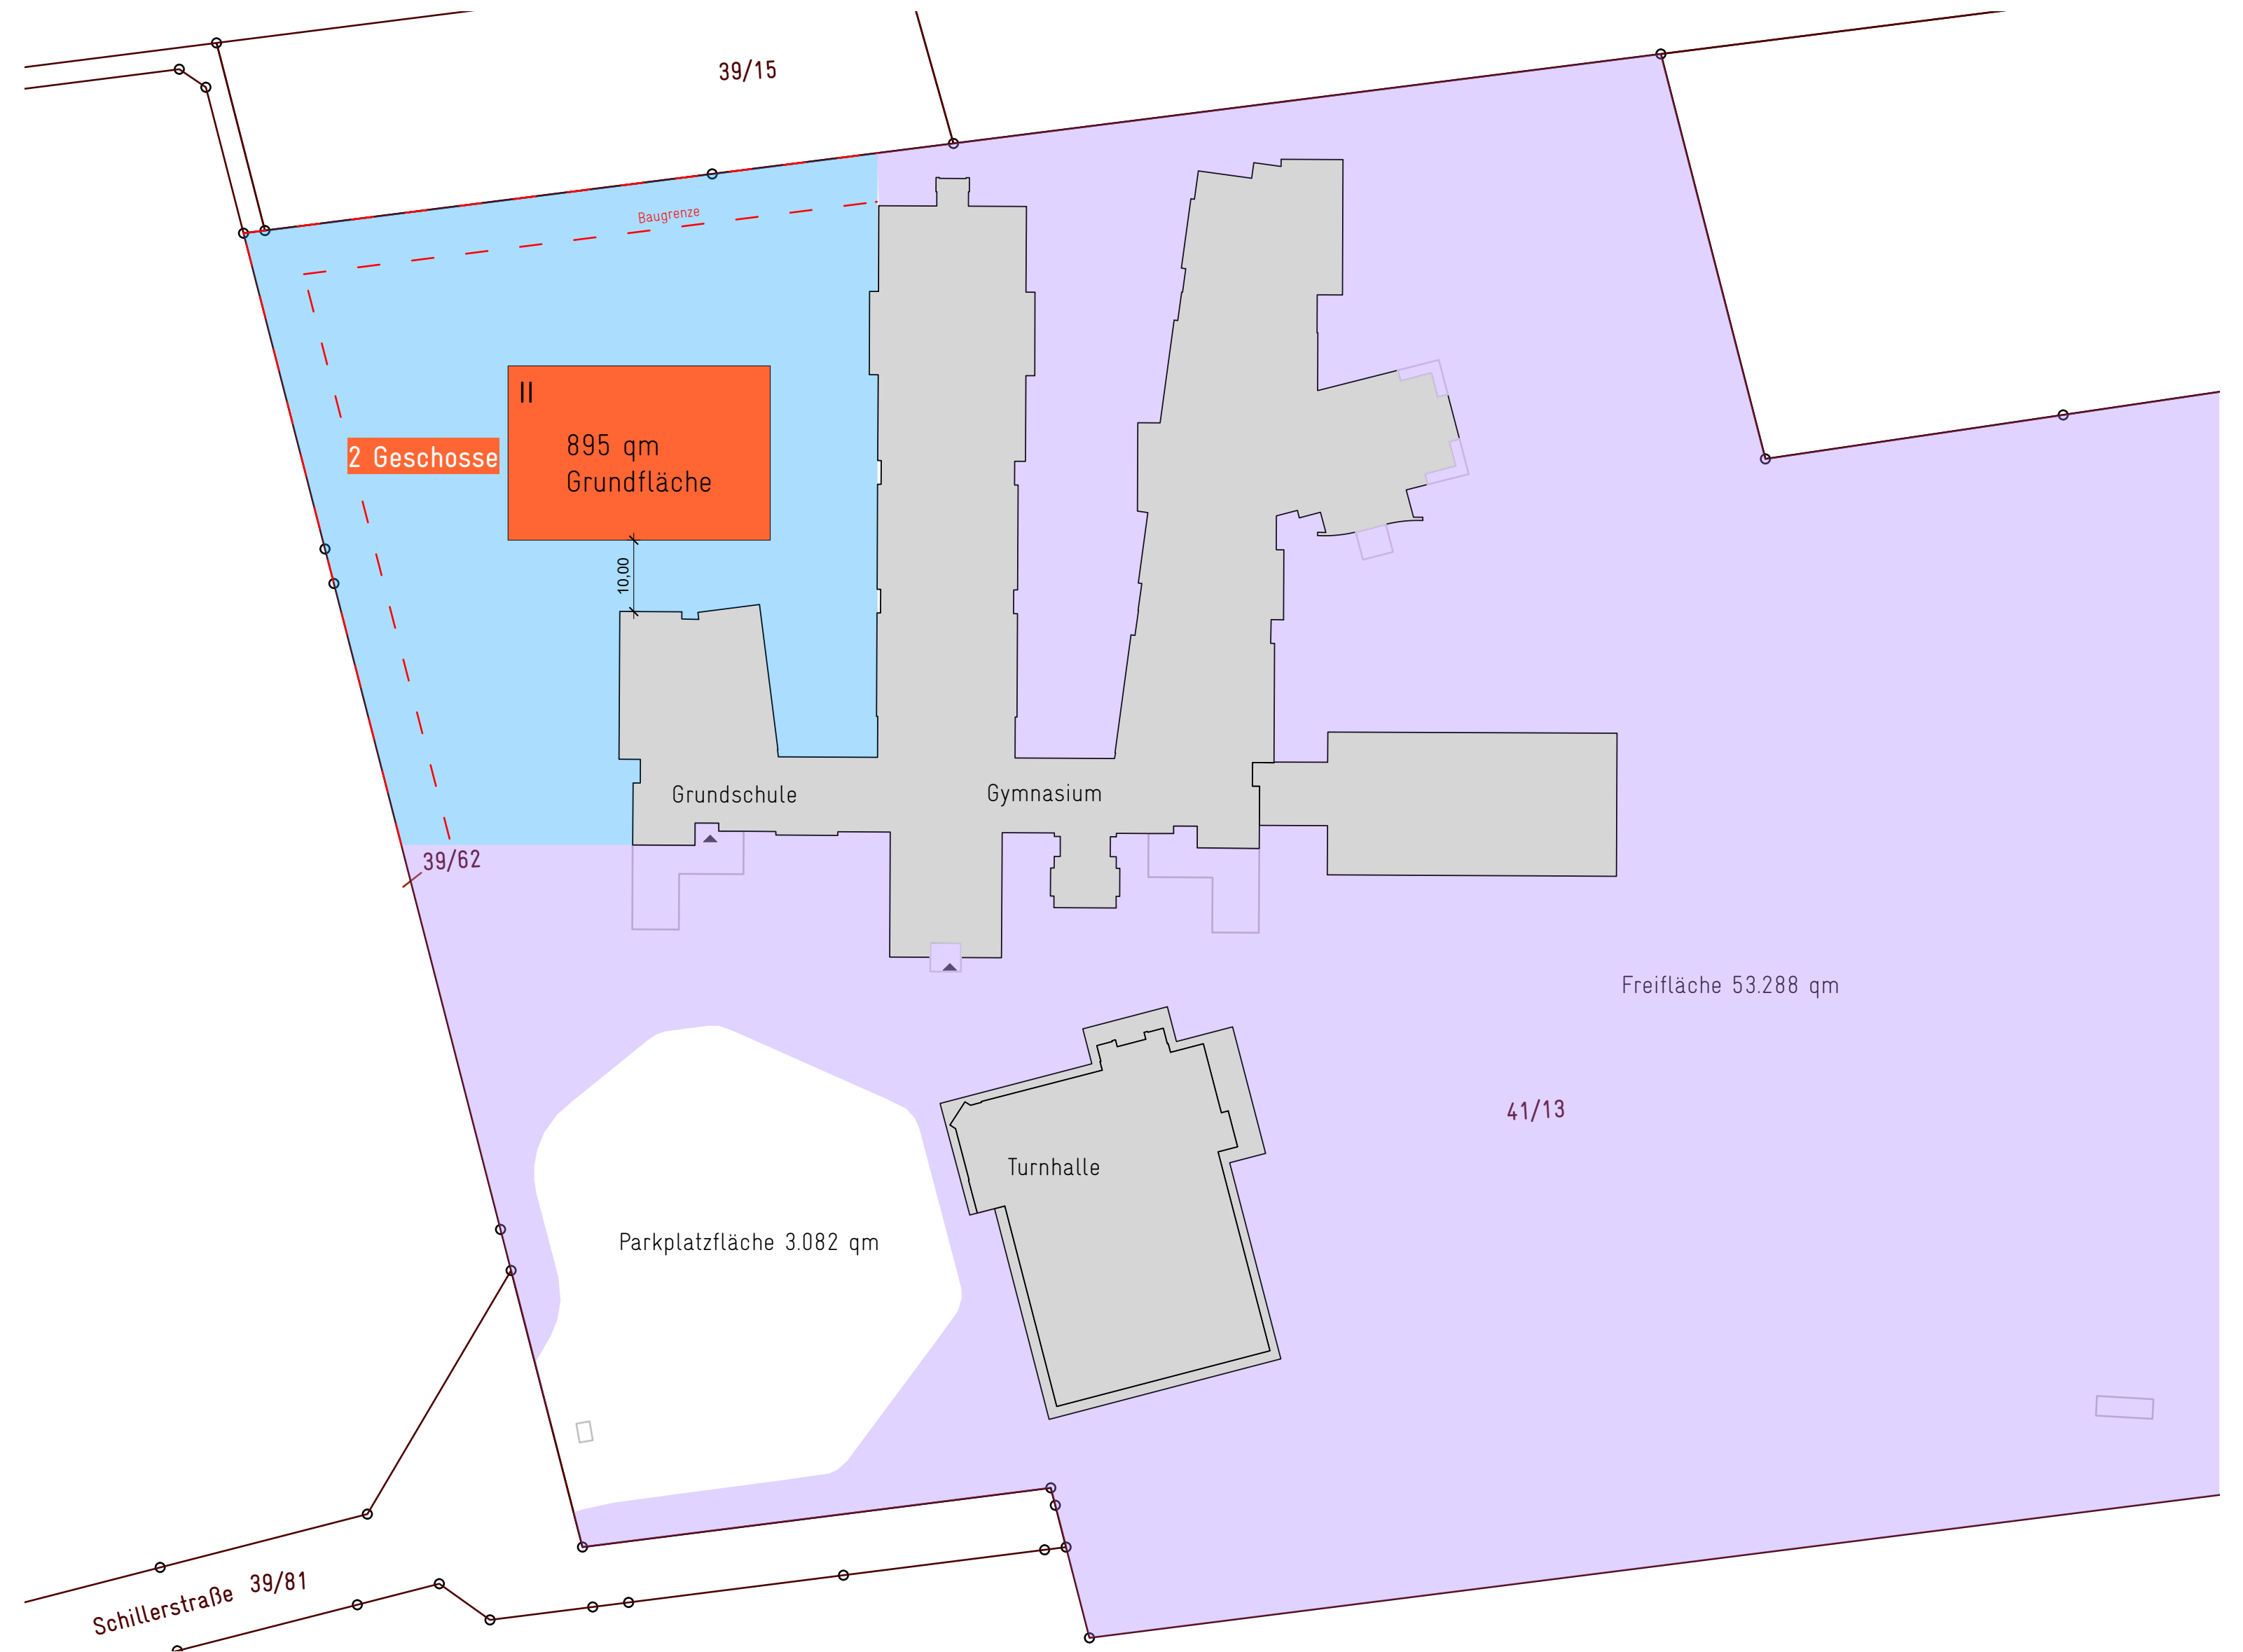 39/15
Baugrenze
II
895 qm
Grundfläche
2 Geschosse
10,00
Grundschule
Gymnasium
39/62
Freifläche 53.288 qm
41/13
Turnhalle
Parkplatzfläche 3.082 qm
Schillerstraße 39/81